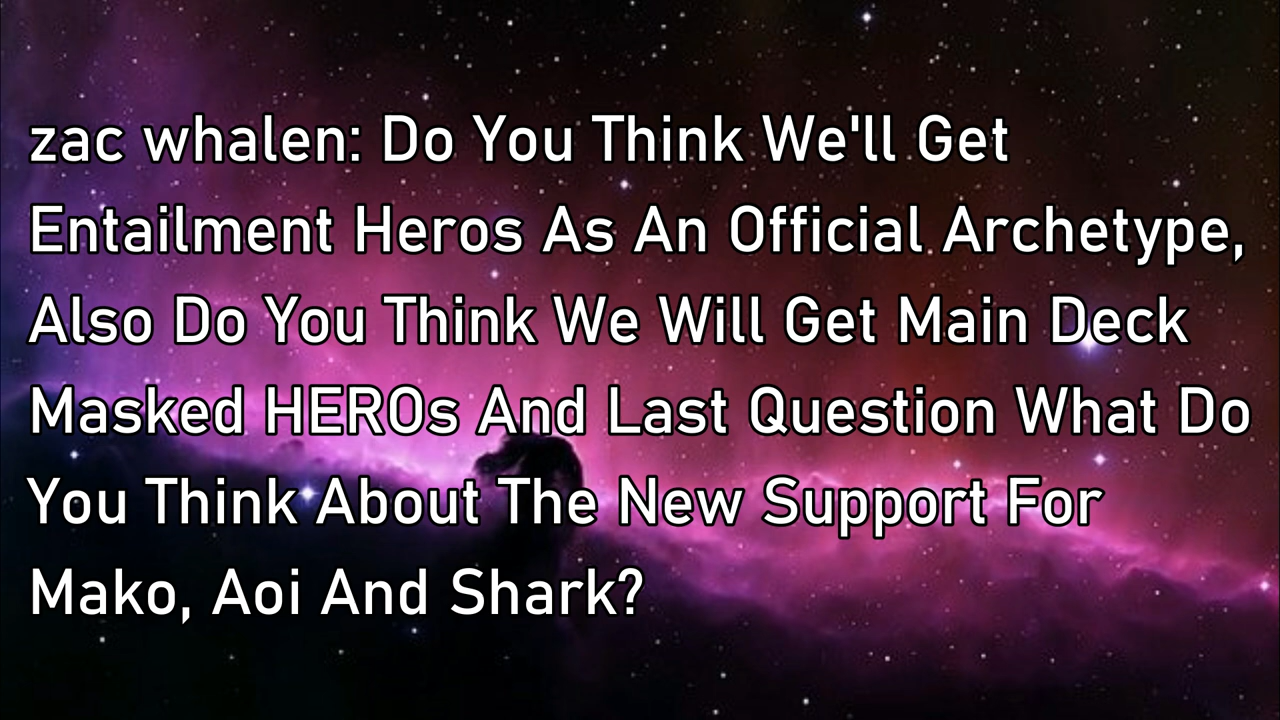 zac whalen: Do You Think We'll Get
Entailment Heros As An Official Archetype,
Also Do You Think We Will Get Main Deck
Masked HEROs And Last Question What Do
You Think About The New Support For
Mako, Aoi And Shark?